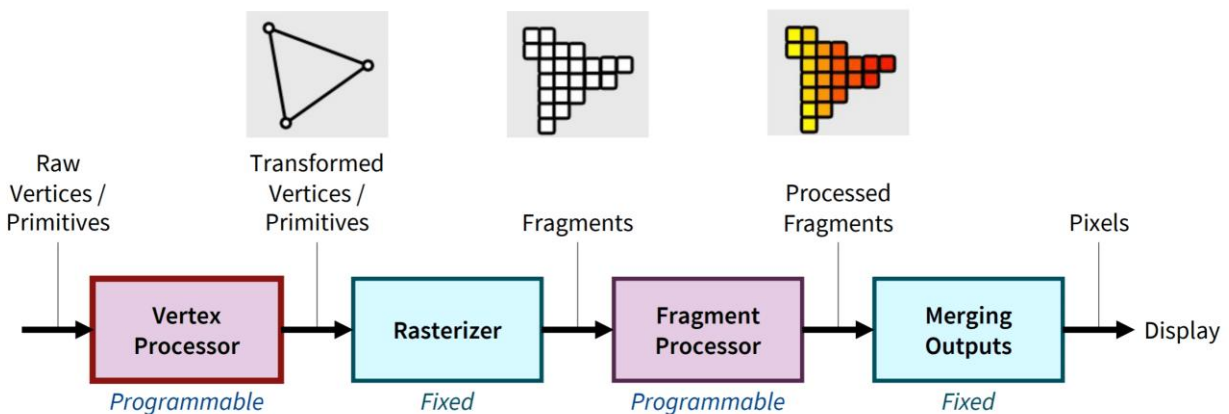 Raw
Vertices /
Primitives
Transformed
Vertices /
Primitives
Fragments
Processed
Fragments
Pixels
Vertex
Processor
Rasterizer
Fragment
Processor
Merging
Outputs
Display
Programmable
Fixed
Programmable
Fixed